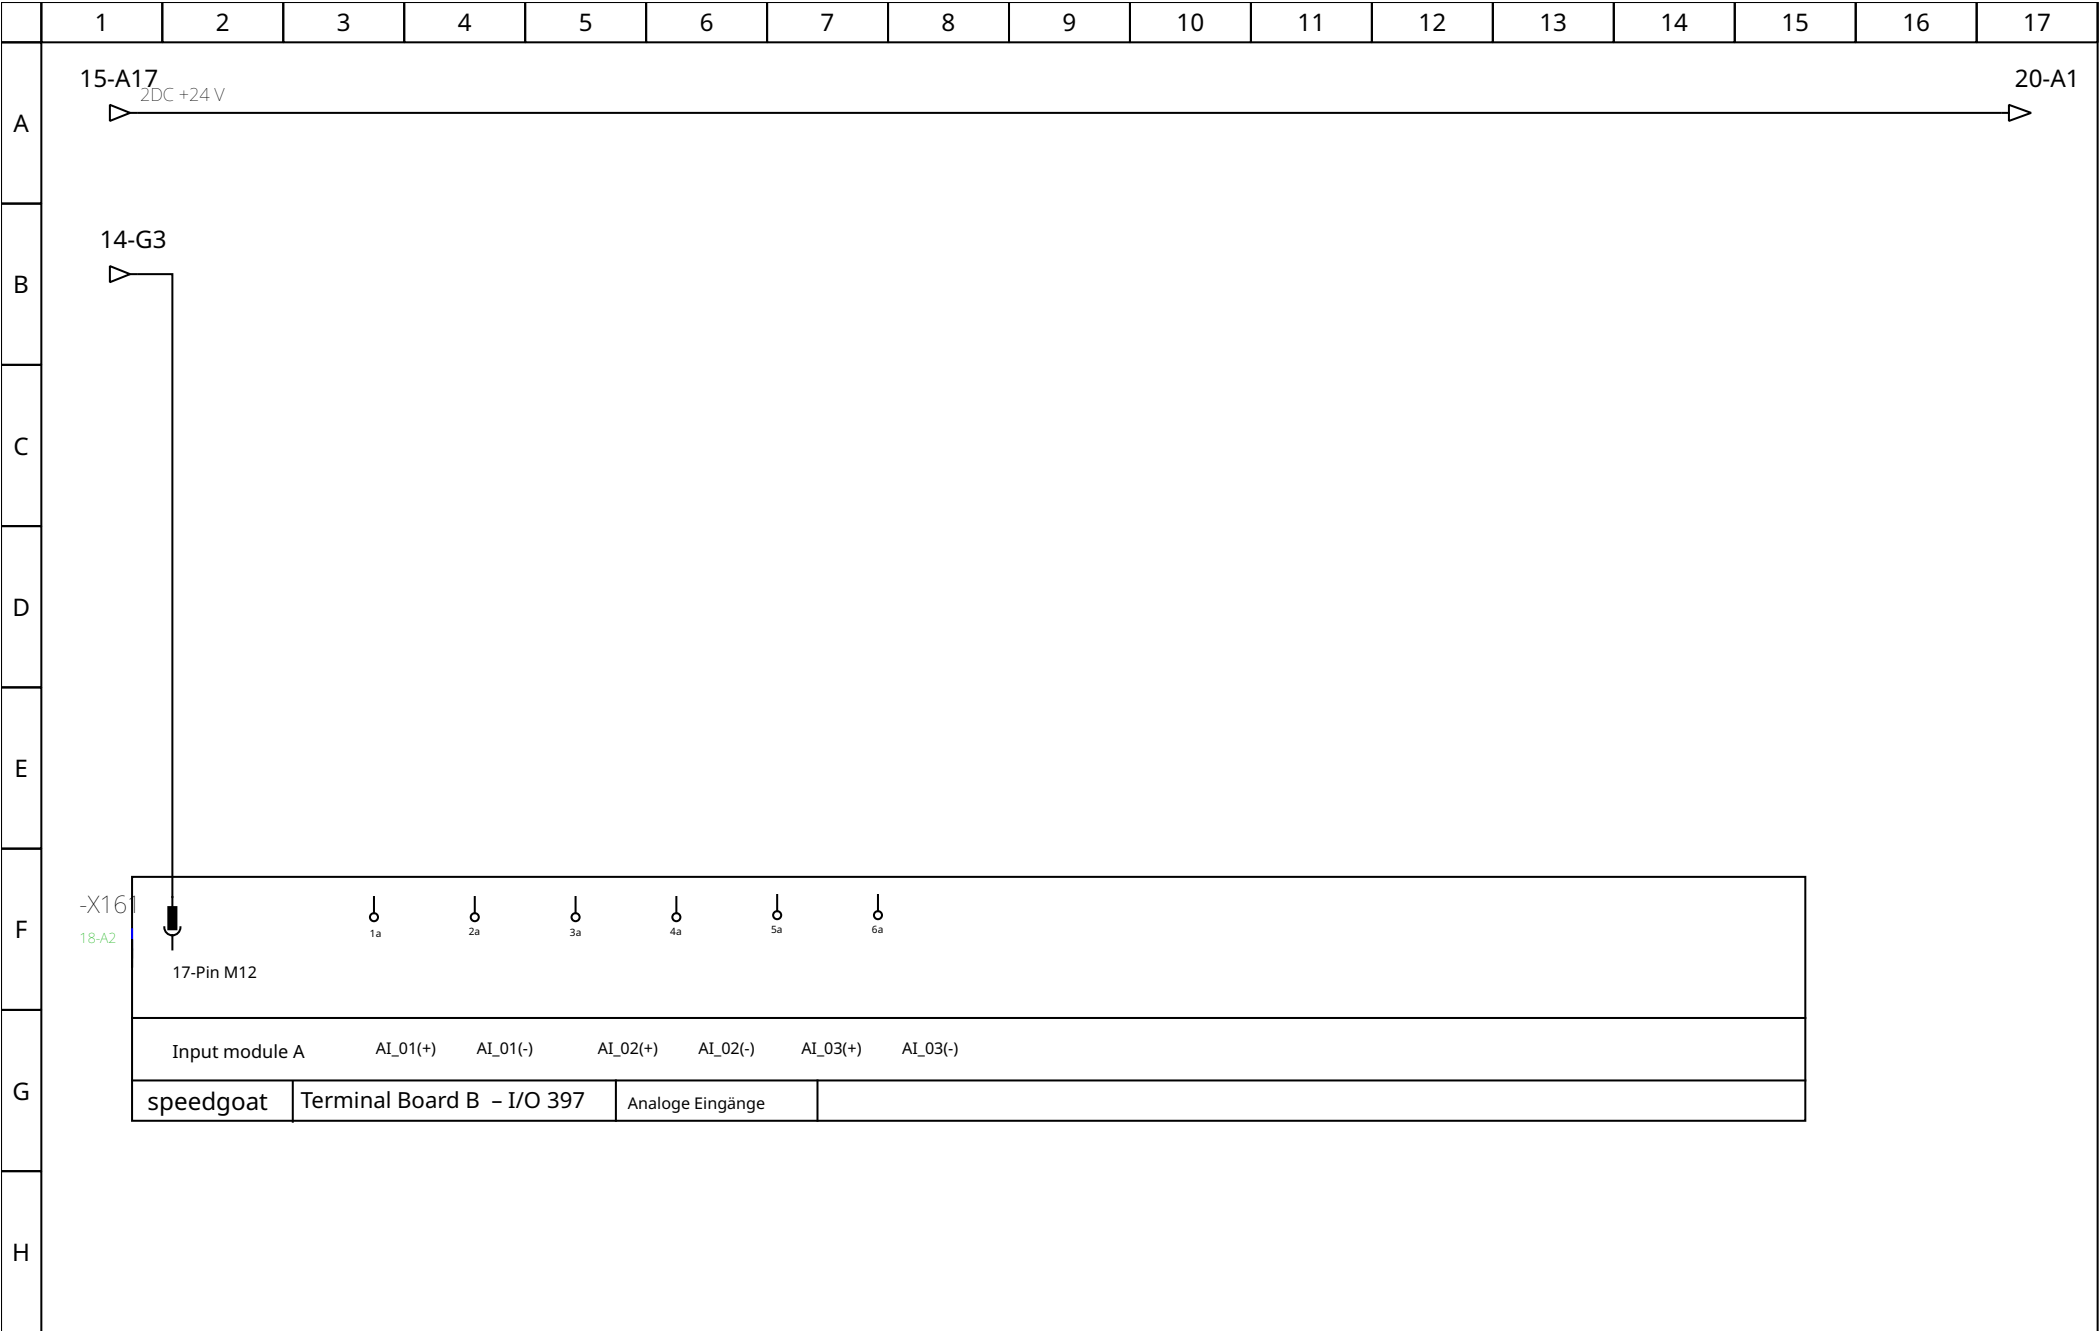 1 2 3 4 5 6 7 8 9 10 11 12 13 14 15 16 17
15-A17 20-A1
2DC +24 V
A
14-G3
B
C
D
E
-X161
F
18-A2
1a 2a 3a 4a 5a 6a
17-Pin M12
Input module A AI_01(+) AI_01(-) AI_02(+) AI_02(-) AI_03(+) AI_03(-)
G
speedgoat Terminal Board B – I/O 397 Analoge Eingänge
H